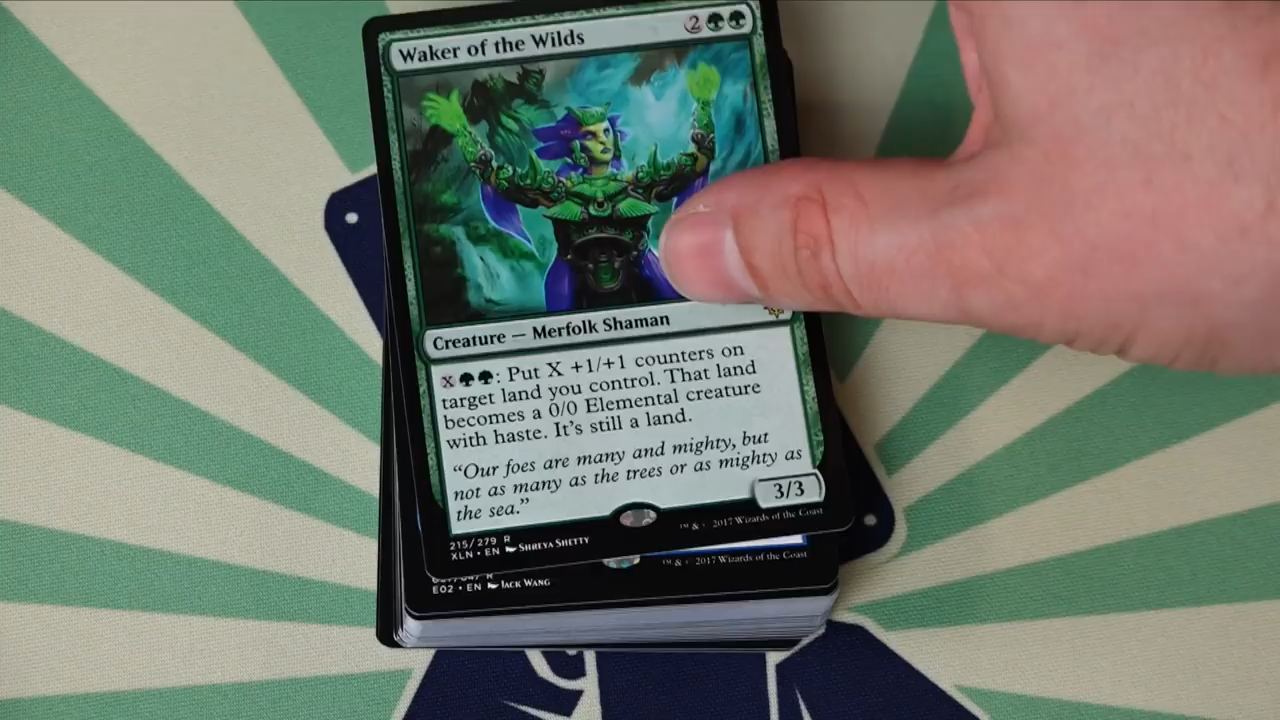 Waker of the Wilds 2
Creature — Merfolk Shaman
X : Put X +1/+1 counters on
target land you control. That land
becomes a 0/0 Elemental creature
with haste. It's still a land.
“Our foes are many and mighty, but
not as many as the trees or as mighty as
the sea.”
3/3
215/279 R
XLN • EN SHREYA SHETTY
™ & © 2017 Wizards of the Coast
E02 • EN JACK WANG
™ & © 2017 Wizards of the Coast